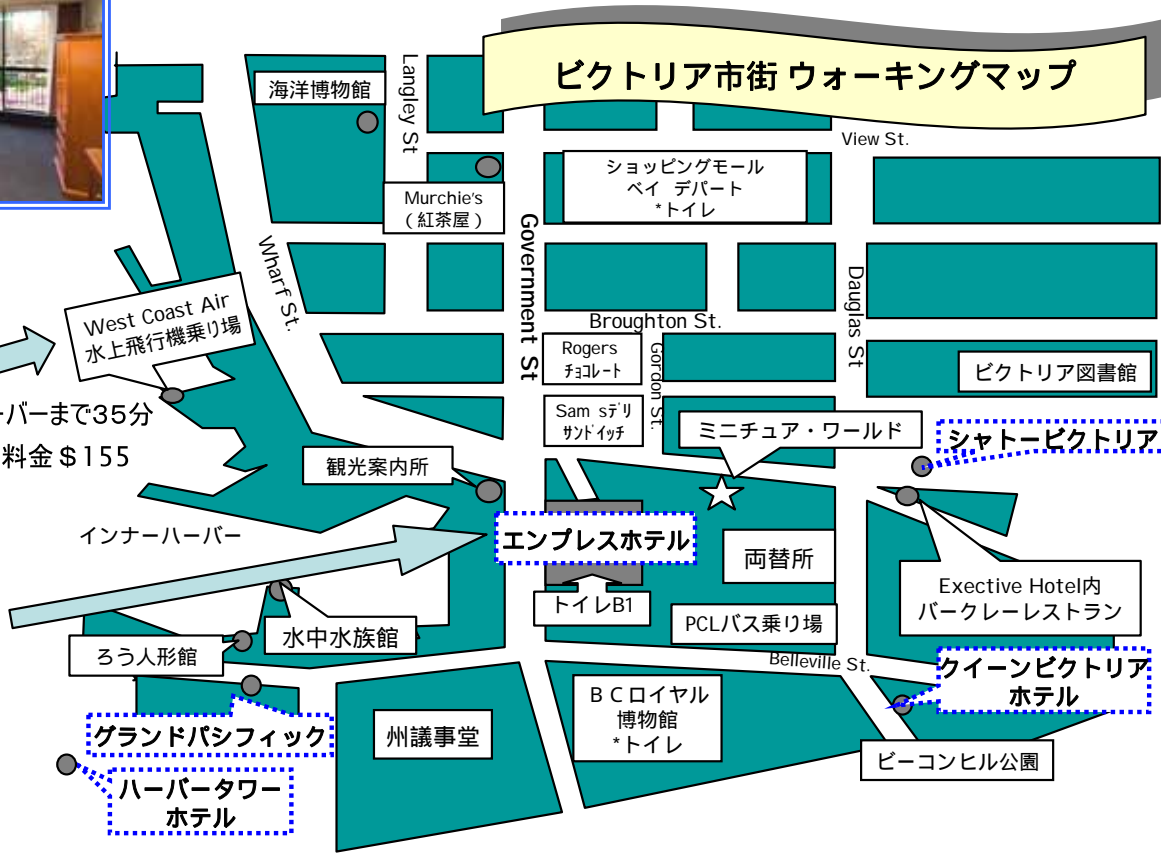 ビクトリア市街 ウォーキングマップ
海洋博物館
Langley St
View St.
ショッピングモール
ベイ デパート
*トイレ
Murchie's
(紅茶屋)
Government St
Wharf St.
West Coast Air
水上飛行機乗り場
Dauglas St
Broughton St.
Rogers
チョコレート
Gordon St.
ビクトリア図書館
ーバーまで35分
料金＄155
Sam sデリ
サンドイッチ
ミニチュア・ワールド
シャトービクトリア
観光案内所
インナーハーバー
エンプレスホテル
両替所
トイレB1
PCLバス乗り場
Exective Hotel内
バークレーレストラン
水中水族館
ろう人形館
Belleville St.
クイーンビクトリア
ホテル
ＢＣロイヤル
博物館
*トイレ
州議事堂
グランドパシフィック
ビーコンヒル公園
ハーバータワー
ホテル